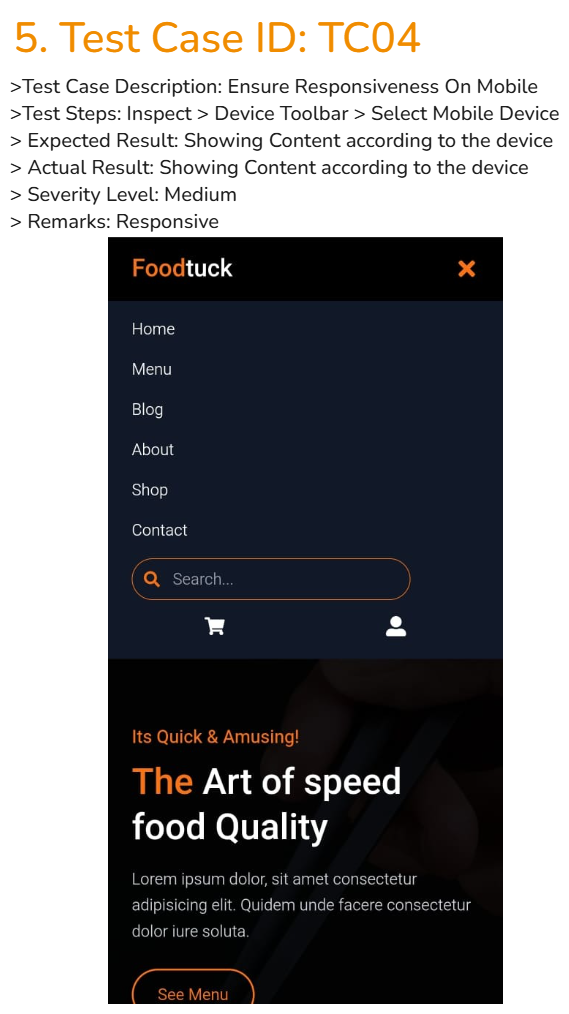 5. Test Case ID: TC04
>Test Case Description: Ensure Responsiveness On Mobile
>Test Steps: Inspect > Device Toolbar > Select Mobile Device
> Expected Result: Showing Content according to the device
> Actual Result: Showing Content according to the device
> Severity Level: Medium
> Remarks: Responsive
Foodtuck
Home
Menu
Blog
About
Shop
Contact
Search...
Its Quick & Amusing!
The Art of speed
food Quality
Lorem ipsum dolor, sit amet consectetur
adipisicing elit. Quidem unde facere consectetur
dolor iure soluta.
See Menu